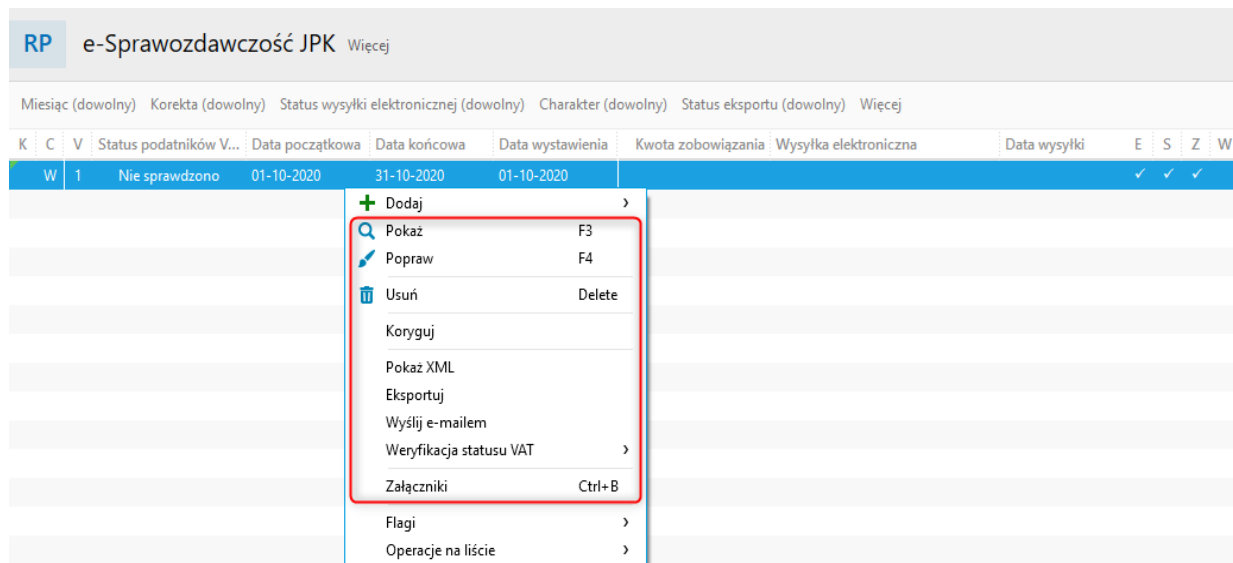 RP e-Sprawozdawczość JPK Więcej
Miesiąc (dowolny) Korekta (dowolny) Status wysyłki elektronicznej (dowolny) Charakter (dowolny) Status eksportu (dowolny) Więcej
K C V Status podatników V... Data początkowa Data końcowa Data wystawienia Kwota zobowiązania Wysyłka elektroniczna Data wysyłki E S Z W
W 1 Nie sprawdzono 01-10-2020 31-10-2020 01-10-2020 ✓ ✓ ✓
Dodaj >
Pokaż F3
Popraw F4
Usuń Delete
Koryguj
Pokaż XML
Eksportuj
Wyślij e-mailem
Weryfikacja statusu VAT >
Załączniki Ctrl+B
Flagi >
Operacje na liście >